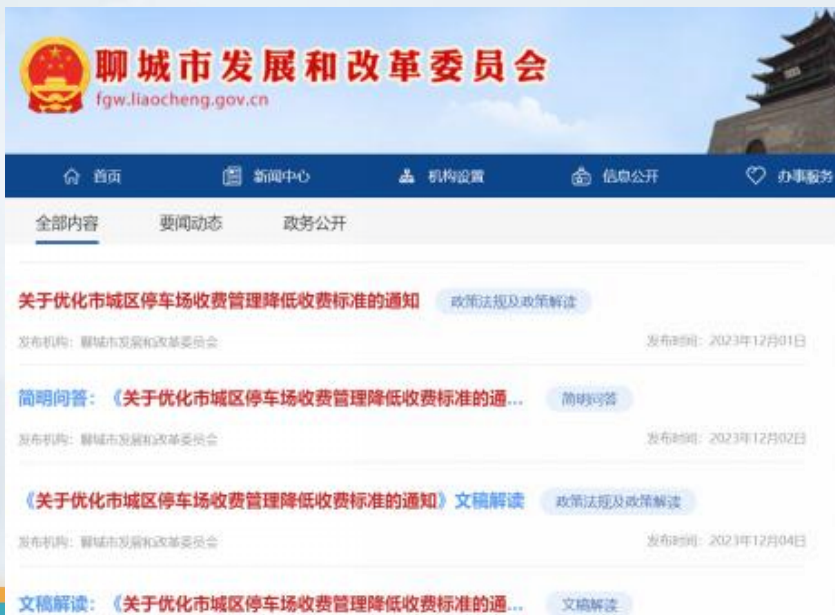 聊城市发展和改革委员会
fgw.liaocheng.gov.cn
首页 新闻中心 机构设置 信息公开 办事服务
全部内容 要闻动态 政务公开
关于优化市城区停车场收费管理降低收费标准的通知 政策法规及政策解读
发布机构：聊城市发展和改革委员会 发布时间：2023年12月01日
简明问答：《关于优化市城区停车场收费管理降低收费标准的通... 简明问答
发布机构：聊城市发展和改革委员会 发布时间：2023年12月02日
《关于优化市城区停车场收费管理降低收费标准的通知》文稿解读 政策法规及政策解读
发布机构：聊城市发展和改革委员会 发布时间：2023年12月04日
文稿解读：《关于优化市城区停车场收费管理降低收费标准的通... 文稿解读